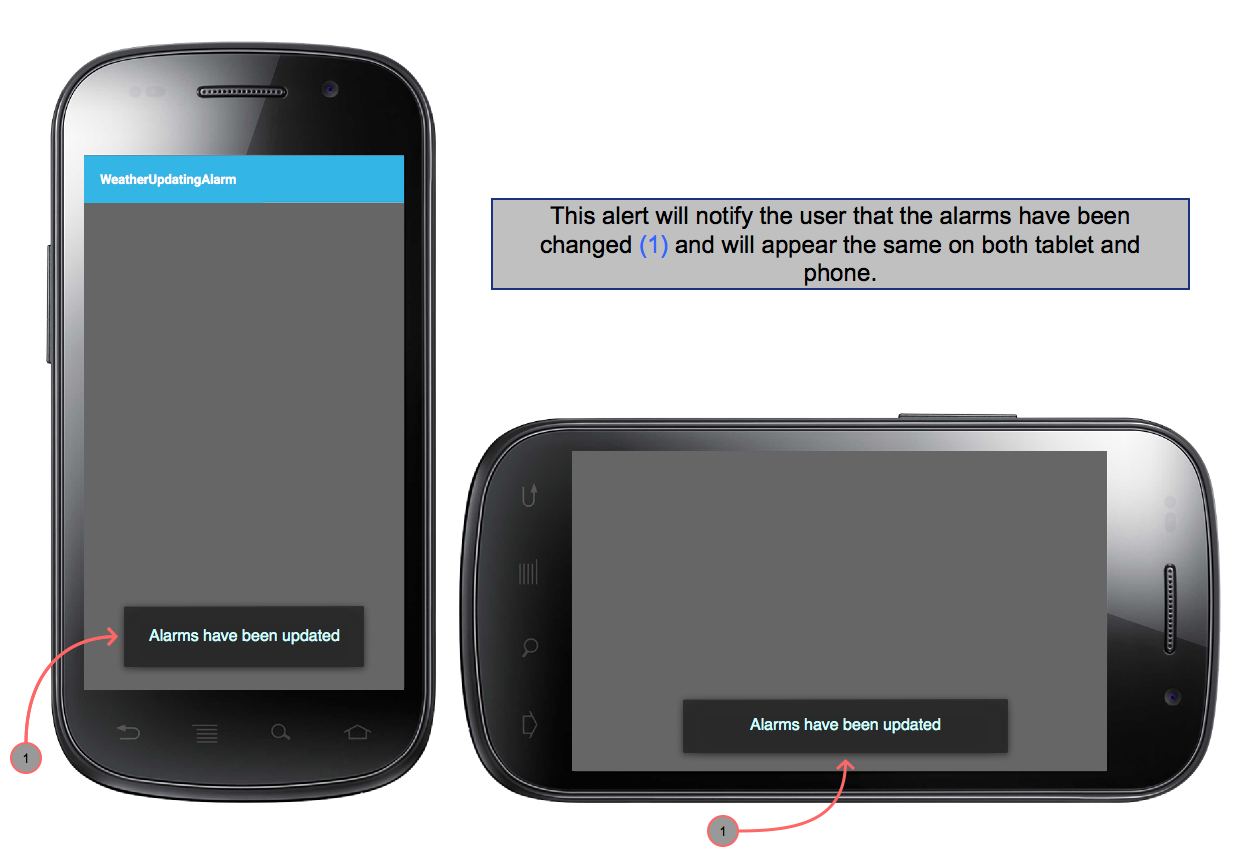 WeatherUpdatingAlarm
This alert will notify the user that the alarms have been
changed (1) and will appear the same on both tablet and
phone.
Alarms have been updated
1
Alarms have been updated
1